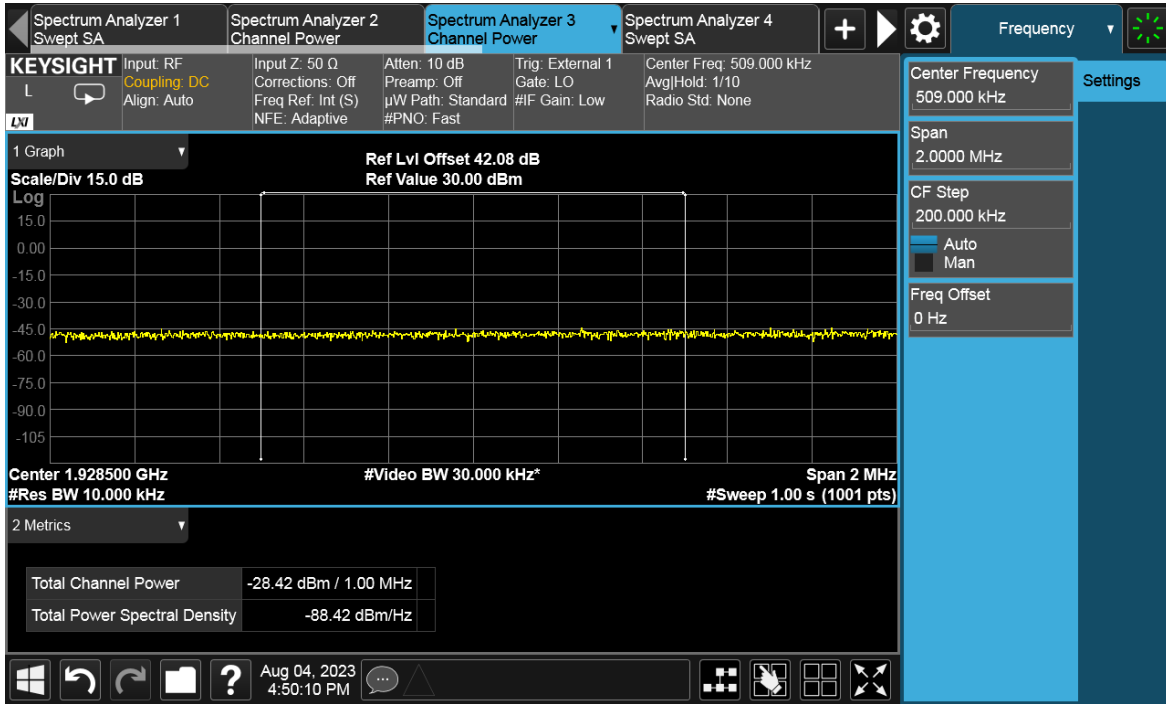 Spectrum Analyzer 1
Swept SA
Spectrum Analyzer 2
Channel Power
Spectrum Analyzer 3
Channel Power
Spectrum Analyzer 4
Swept SA
Frequency
KEYSIGHT
L
LXI
Input: RF
Coupling: DC
Align: Auto
Input Z: 50 Ω
Corrections: Off
Freq Ref: Int (S)
NFE: Adaptive
Atten: 10 dB
Preamp: Off
µW Path: Standard
#PNO: Fast
Trig: External 1
Gate: LO
#IF Gain: Low
Center Freq: 509.000 kHz
Avg|Hold: 1/10
Radio Std: None
Center Frequency
509.000 kHz
Settings
Span
2.0000 MHz
CF Step
200.000 kHz
Auto
Man
Freq Offset
0 Hz
1 Graph
Scale/Div 15.0 dB
Ref Lvl Offset 42.08 dB
Ref Value 30.00 dBm
Log
15.0
0.00
-15.0
-30.0
-45.0
-60.0
-75.0
-90.0
-105
Center 1.928500 GHz
#Video BW 30.000 kHz*
Span 2 MHz
#Res BW 10.000 kHz
#Sweep 1.00 s (1001 pts)
2 Metrics
Total Channel Power -28.42 dBm / 1.00 MHz
Total Power Spectral Density -88.42 dBm/Hz
?
Aug 04, 2023
4:50:10 PM